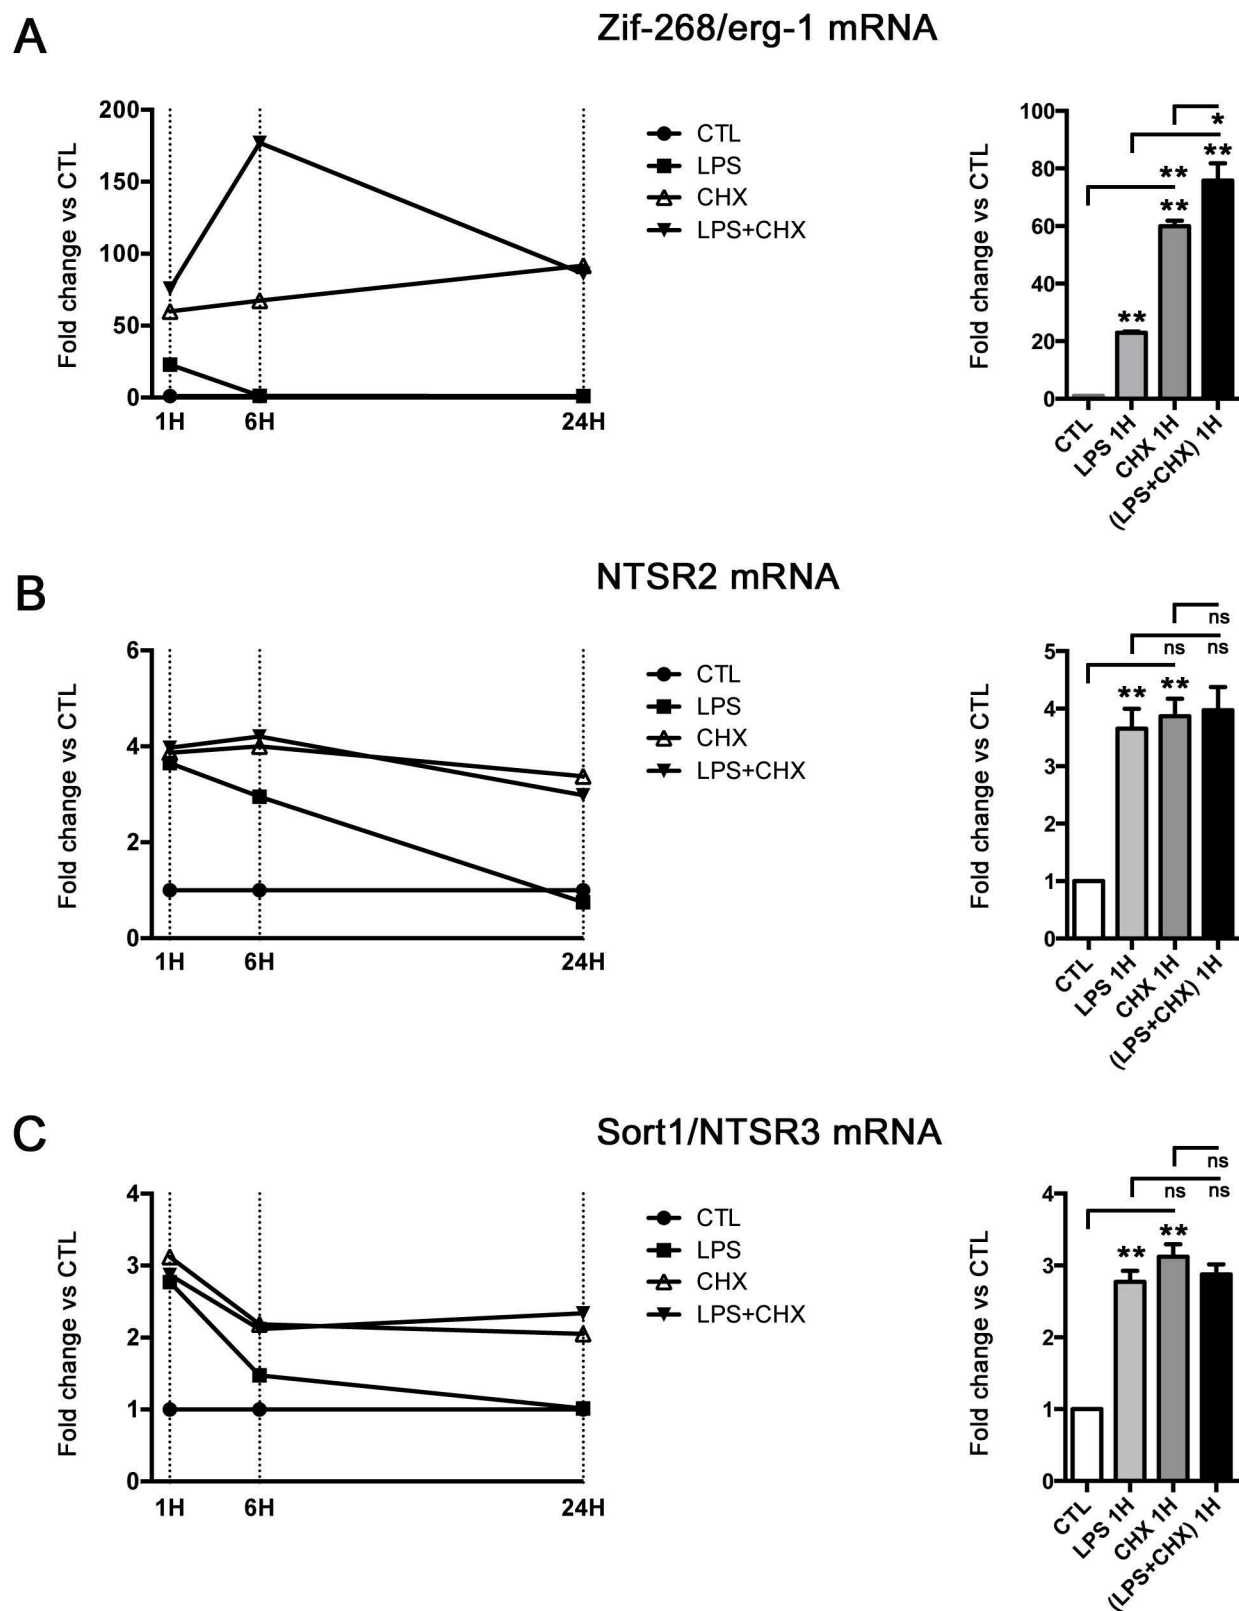 A
Zif-268/erg-1 mRNA
Fold change vs CTL
200
150
100
50
0
1H
6H
24H
CTL
LPS
CHX
LPS+CHX
Fold change vs CTL
100
80
60
40
20
0
*
**
**
**
**
CTL
LPS 1H
CHX 1H
(LPS+CHX) 1H
B
NTSR2 mRNA
Fold change vs CTL
6
4
2
0
1H
6H
24H
CTL
LPS
CHX
LPS+CHX
Fold change vs CTL
5
4
3
2
1
0
ns
ns
ns
**
**
CTL
LPS 1H
CHX 1H
(LPS+CHX) 1H
C
Sort1/NTSR3 mRNA
Fold change vs CTL
4
3
2
1
0
1H
6H
24H
CTL
LPS
CHX
LPS+CHX
Fold change vs CTL
4
3
2
1
0
ns
ns
ns
**
**
CTL
LPS 1H
CHX 1H
(LPS+CHX) 1H